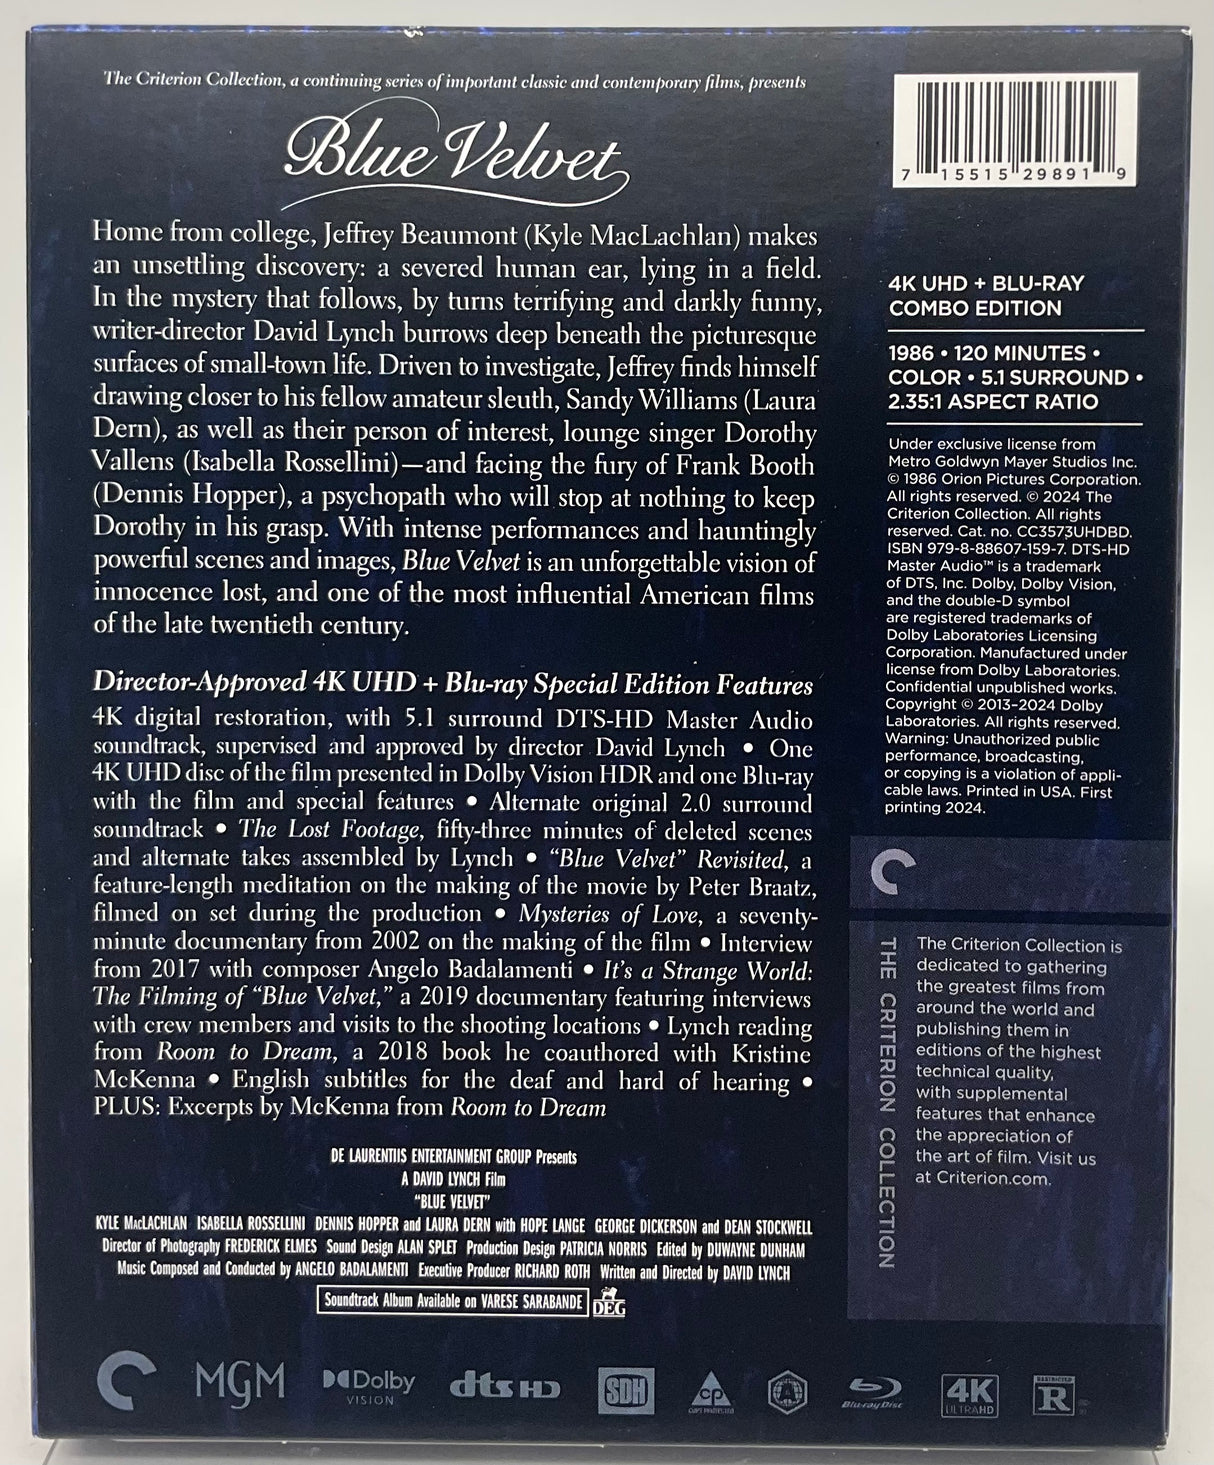 The Criterion Collection, a continuing series of important classic and contemporary films, presents
Blue Velvet
Home from college, Jeffrey Beaumont (Kyle MacLachlan) makes
an unsettling discovery: a severed human ear, lying in a field.
In the mystery that follows, by turns terrifying and darkly funny,
writer-director David Lynch burrows deep beneath the picturesque
surfaces of small-town life. Driven to investigate, Jeffrey finds himself
drawing closer to his fellow amateur sleuth, Sandy Williams (Laura
Dern), as well as their person of interest, lounge singer Dorothy
Vallens (Isabella Rossellini)—and facing the fury of Frank Booth
(Dennis Hopper), a psychopath who will stop at nothing to keep
Dorothy in his grasp. With intense performances and hauntingly
powerful scenes and images, Blue Velvet is an unforgettable vision of
innocence lost, and one of the most influential American films
of the late twentieth century.
Director-Approved 4K UHD + Blu-ray Special Edition Features
4K digital restoration, with 5.1 surround DTS-HD Master Audio
soundtrack, supervised and approved by director David Lynch • One
4K UHD disc of the film presented in Dolby Vision HDR and one Blu-ray
with the film and special features • Alternate original 2.0 surround
soundtrack • The Lost Footage, fifty-three minutes of deleted scenes
and alternate takes assembled by Lynch • “Blue Velvet” Revisited, a
feature-length meditation on the making of the movie by Peter Braatz,
filmed on set during the production • Mysteries of Love, a seventy-
minute documentary from 2002 on the making of the film • Interview
from 2017 with composer Angelo Badalamenti • It’s a Strange World:
The Filming of “Blue Velvet,” a 2019 documentary featuring interviews
with crew members and visits to the shooting locations • Lynch reading
from Room to Dream, a 2018 book he coauthored with Kristine
McKenna • English subtitles for the deaf and hard of hearing •
PLUS: Excerpts by McKenna from Room to Dream
DE LAURENTIIS ENTERTAINMENT GROUP Presents
A DAVID LYNCH Film
“BLUE VELVET”
KYLE MacLACHLAN ISABELLA ROSSELLINI DENNIS HOPPER and LAURA DERN with HOPE LANGE GEORGE DICKERSON and DEAN STOCKWELL
Director of Photography FREDERICK ELMES Sound Design ALAN SPLET Production Design PATRICIA NORRIS Edited by DUWAYNE DUNHAM
Music Composed and Conducted by ANGELO BADALAMENTI Executive Producer RICHARD ROTH Written and Directed by DAVID LYNCH
Soundtrack Album Available on VARESE SARABANDE DEG
7 15515 29891 9
4K UHD + BLU-RAY
COMBO EDITION
1986 • 120 MINUTES •
COLOR • 5.1 SURROUND •
2.35:1 ASPECT RATIO
Under exclusive license from
Metro Goldwyn Mayer Studios Inc.
© 1986 Orion Pictures Corporation.
All rights reserved. © 2024 The
Criterion Collection. All rights
reserved. Cat. no. CC3573UHDBD.
ISBN 979-8-88607-159-7. DTS-HD
Master Audio™ is a trademark
of DTS, Inc. Dolby, Dolby Vision,
and the double-D symbol
are registered trademarks of
Dolby Laboratories Licensing
Corporation. Manufactured under
license from Dolby Laboratories.
Confidential unpublished works.
Copyright © 2013–2024 Dolby
Laboratories. All rights reserved.
Warning: Unauthorized public
performance, broadcasting,
or copying is a violation of appli-
cable laws. Printed in USA. First
printing 2024.
THE CRITERION COLLECTION
The Criterion Collection is
dedicated to gathering
the greatest films from
around the world and
publishing them in
editions of the highest
technical quality,
with supplemental
features that enhance
the appreciation of
the art of film. Visit us
at Criterion.com.
MGM
Dolby
VISION
dts HD
SDH
CP
COPY PROTECTED
A
Blu-ray Disc
4K
ULTRAHD
RESTRICTED
R